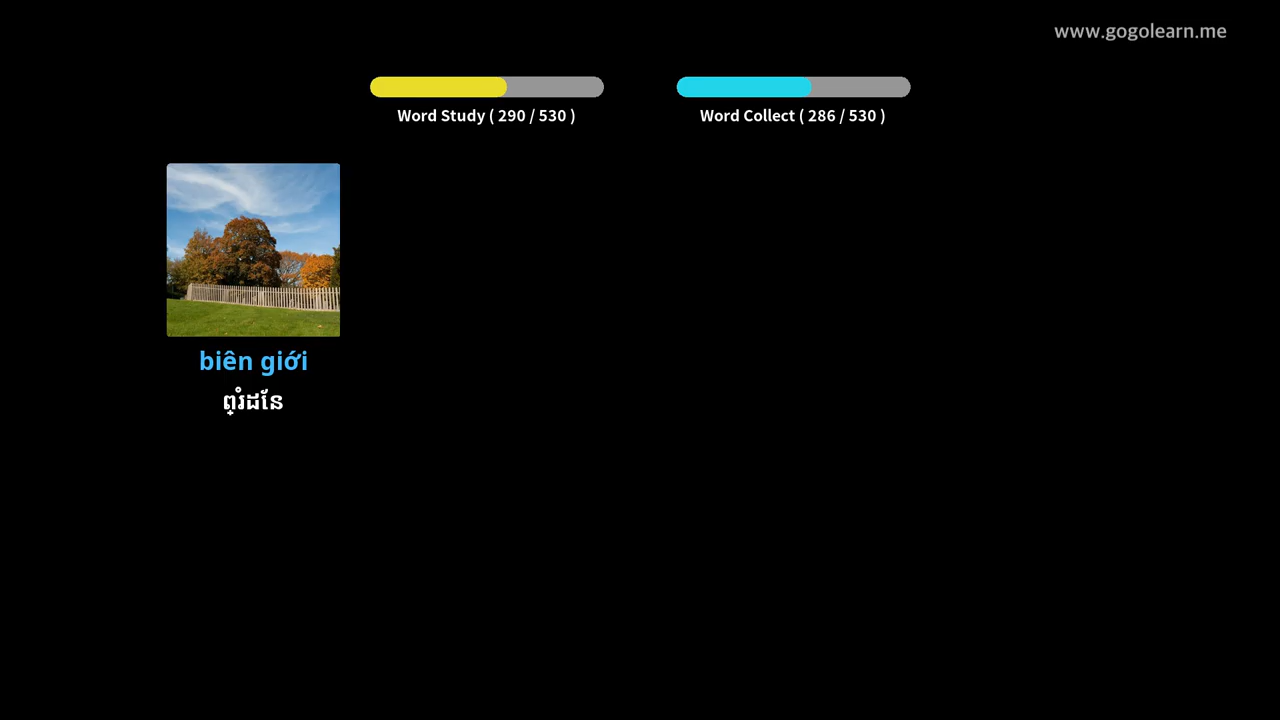 www.gogolearn.me
Word Study ( 290 / 530 )
Word Collect ( 286 / 530 )
biên giới
ព្រំដែន